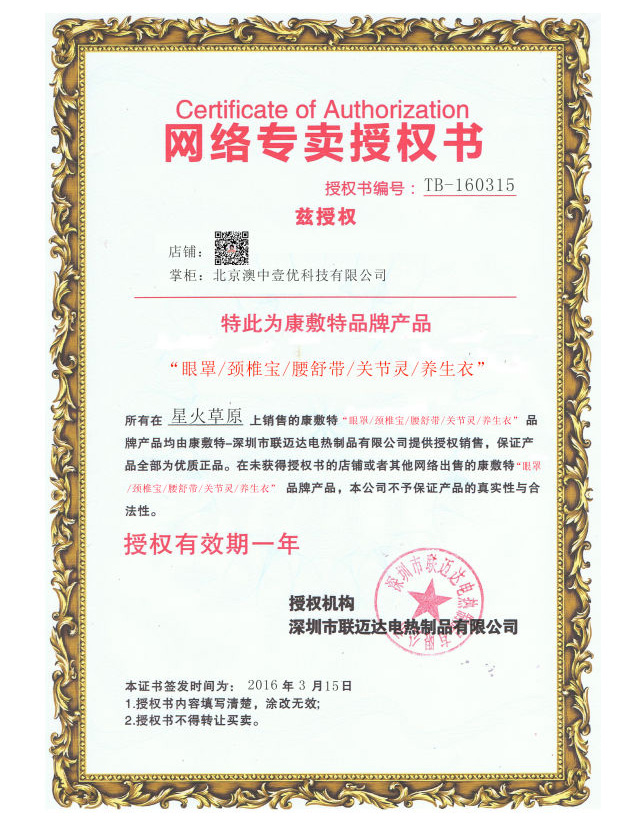 Certificate of Authorization
网络专卖授权书
授权书编号：TB-160315
兹授权
店铺：
掌柜：北京澳中壹优科技有限公司
特此为康敷特品牌产品
“眼罩/颈椎宝/腰舒带/关节灵/养生衣”
所有在 星火草原 上销售的康敷特“眼罩/颈椎宝/腰舒带/关节灵/养生衣”品
牌产品均由康敷特-深圳市联迈达电热制品有限公司提供授权销售，保证产
品全部为优质正品。在未获得授权书的店铺或者其他网络出售的康敷特“眼罩
/颈椎宝/腰舒带/关节灵/养生衣” 品牌产品，本公司不予保证产品的真实性与合
法性。
授权有效期一年
深圳市联迈达电热制品有限公司
授权机构
深圳市联迈达电热制品有限公司
本证书签发时间为： 2016 年 3 月 15日
1.授权书内容填写清楚，涂改无效;
2.授权书不得转让买卖。